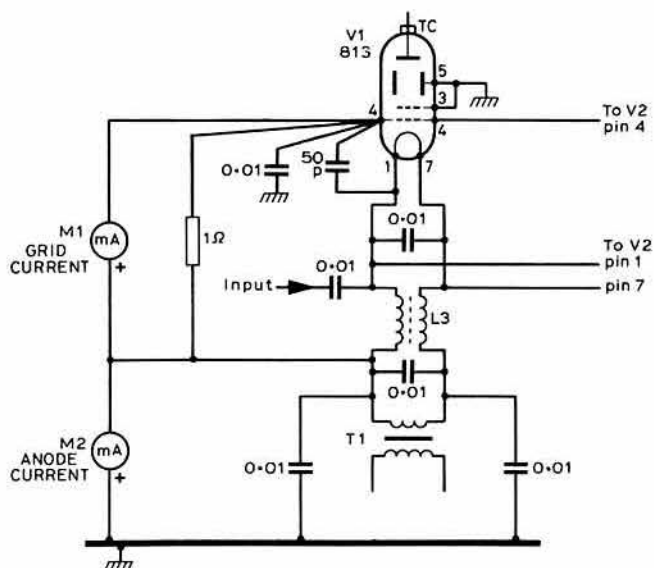 V1
813
TC
5
3
4
4
To V2
pin 4
0·01
50
p
1
7
1Ω
M1
GRID
CURRENT
mA
+
0·01
To V2
pin 1
0·01
Input
pin 7
L3
0·01
M2
ANODE
CURRENT
mA
+
T1
0·01
0·01